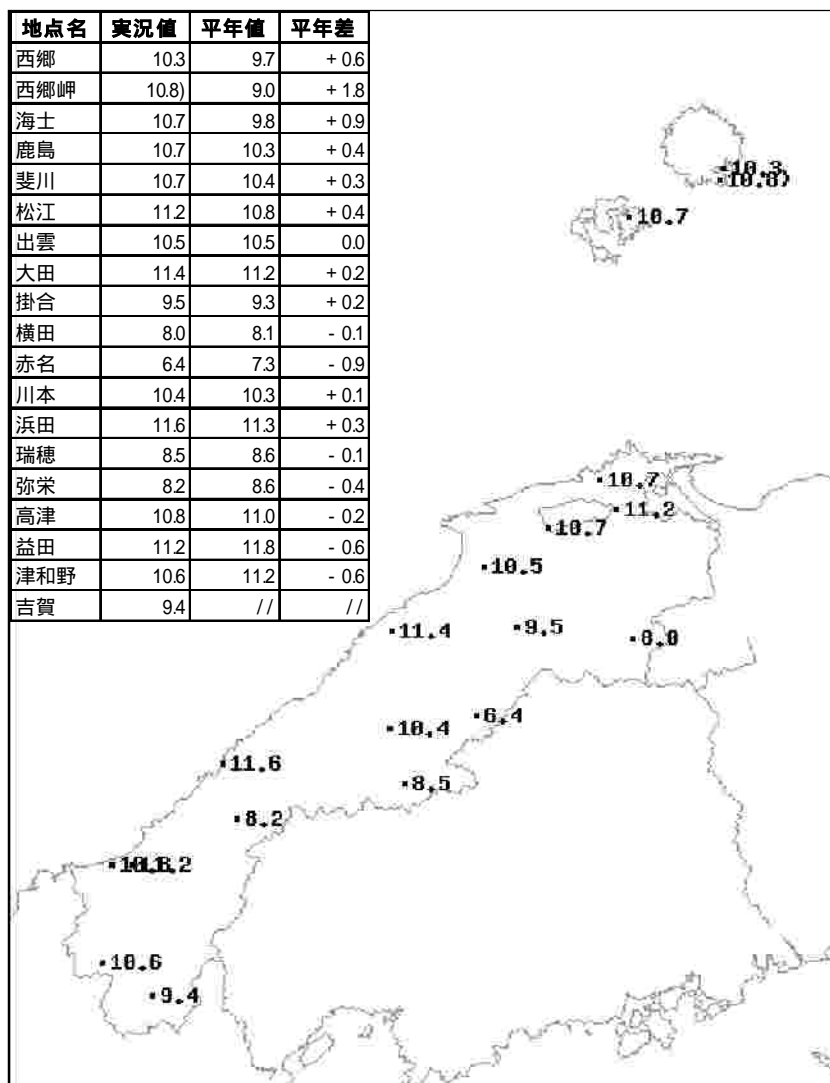 地点名 実況値 平年値 平年差
西郷 10.3 9.7 + 0.6
西郷岬 10.8) 9.0 + 1.8
海士 10.7 9.8 + 0.9
鹿島 10.7 10.3 + 0.4
斐川 10.7 10.4 + 0.3
松江 11.2 10.8 + 0.4
出雲 10.5 10.5 0.0
大田 11.4 11.2 + 0.2
掛合 9.5 9.3 + 0.2
横田 8.0 8.1 - 0.1
赤名 6.4 7.3 - 0.9
川本 10.4 10.3 + 0.1
浜田 11.6 11.3 + 0.3
瑞穂 8.5 8.6 - 0.1
弥栄 8.2 8.6 - 0.4
高津 10.8 11.0 - 0.2
益田 11.2 11.8 - 0.6
津和野 10.6 11.2 - 0.6
吉賀 9.4 // //
10.3
10.8)
10.7
10.7
11.2
10.7
10.5
11.4
9.5
8.0
6.4
10.4
11.6
8.5
8.2
10.6
9.4